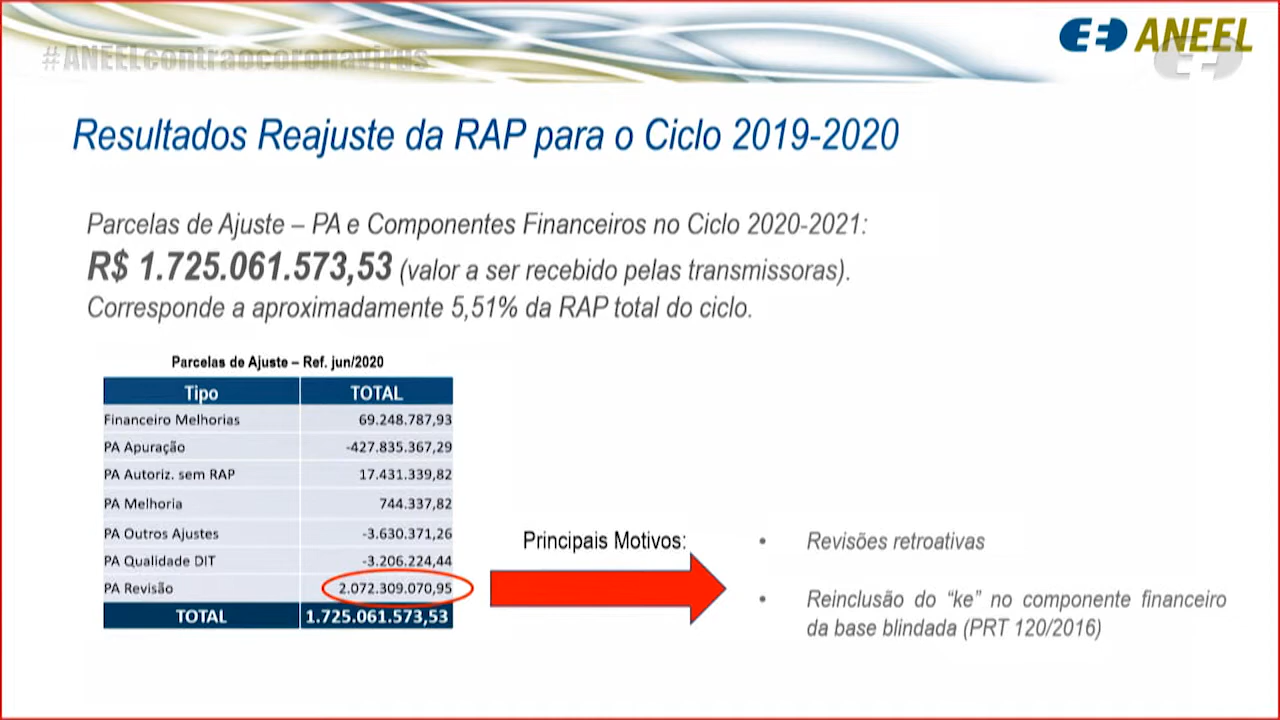 #ANEELcontraocoronavirus
ANEEL
Resultados Reajuste da RAP para o Ciclo 2019-2020
Parcelas de Ajuste – PA e Componentes Financeiros no Ciclo 2020-2021:
R$ 1.725.061.573,53 (valor a ser recebido pelas transmissoras).
Corresponde a aproximadamente 5,51% da RAP total do ciclo.
Parcelas de Ajuste – Ref. jun/2020
Tipo TOTAL
Financeiro Melhorias 69.248.787,93
PA Apuração -427.835.367,29
PA Autoriz. sem RAP 17.431.339,82
PA Melhoria 744.337,82
PA Outros Ajustes -3.630.371,26
PA Qualidade DIT -3.206.224,44
PA Revisão 2.072.309.070,95
TOTAL 1.725.061.573,53
Principais Motivos:
• Revisões retroativas
• Reinclusão do “ke” no componente financeiro
da base blindada (PRT 120/2016)